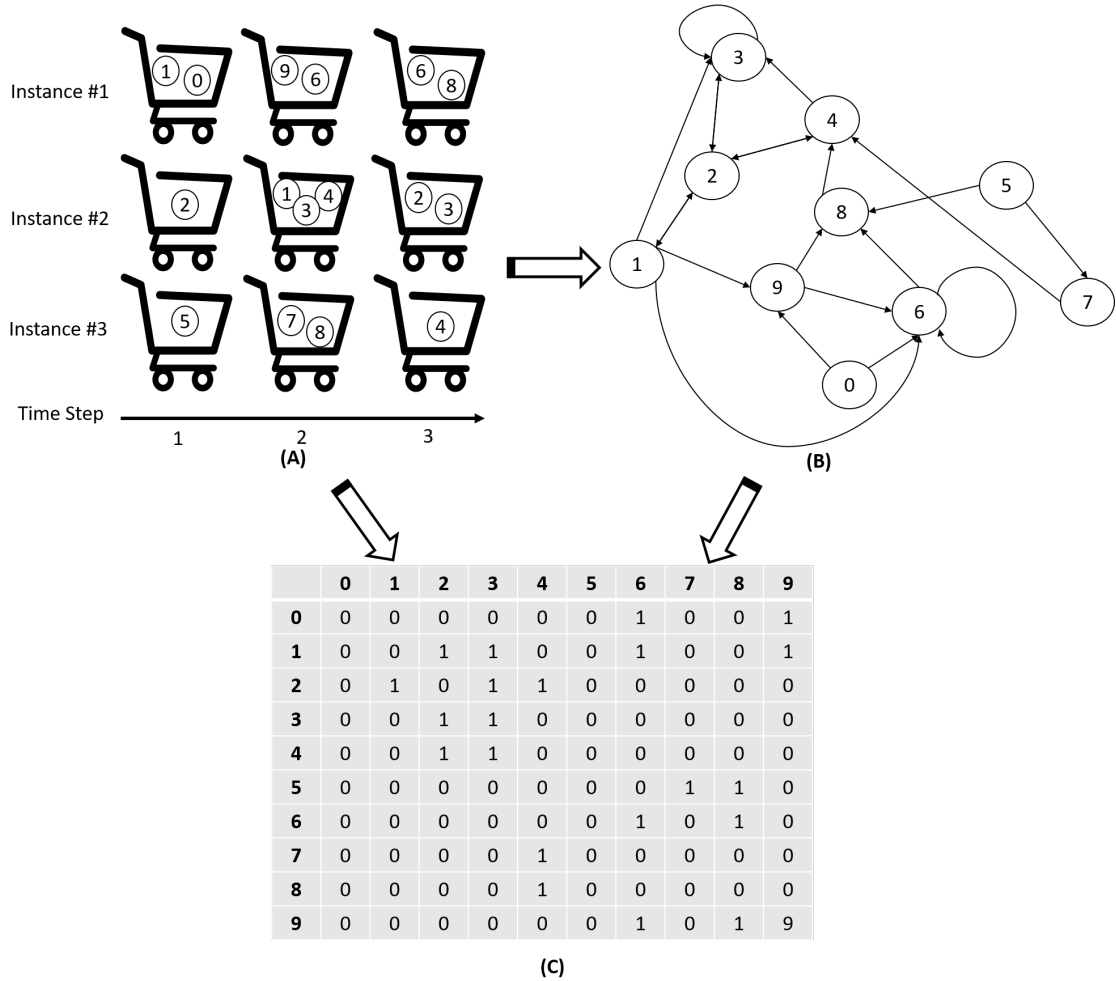 Instance #1
1 0
9 6
6 8
Instance #2
2
1 3 4
2 3
Instance #3
5
7 8
4
Time Step
1 2 3
(A)
3
4
2
5
8
1
9
6
7
0
(B)
0 1 2 3 4 5 6 7 8 9
0 0 0 0 0 0 0 1 0 0 1
1 0 0 1 1 0 0 1 0 0 1
2 0 1 0 1 1 0 0 0 0 0
3 0 0 1 1 0 0 0 0 0 0
4 0 0 1 1 0 0 0 0 0 0
5 0 0 0 0 0 0 0 1 1 0
6 0 0 0 0 0 0 1 0 1 0
7 0 0 0 0 1 0 0 0 0 0
8 0 0 0 0 1 0 0 0 0 0
9 0 0 0 0 0 0 1 0 1 9
(C)